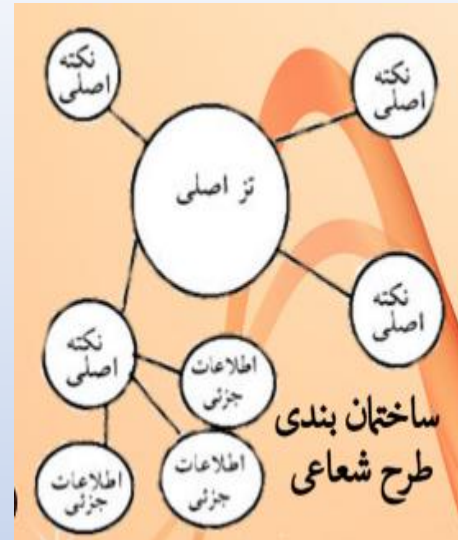 نکته
اصلی
نکته
اصلی
تز اصلی
نکته
اصلی
نکته
اصلی
اطلاعات
جزئی
اطلاعات
جزئی
اطلاعات
جزئی
ساختمان بندی
طرح شعاعی